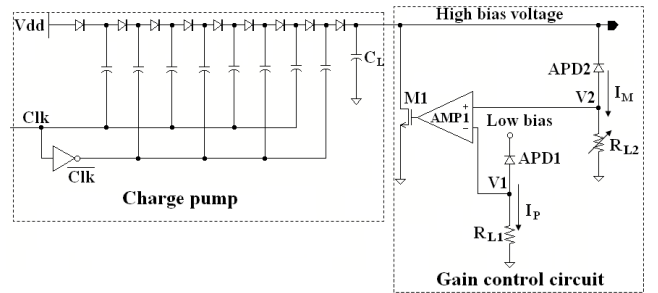 High bias voltage
Vdd
APD2
C_L
I_M
M1
V2
Clk
AMP1
+
−
Low bias
R_L2
Clk
APD1
V1
Charge pump
I_P
R_L1
Gain control circuit